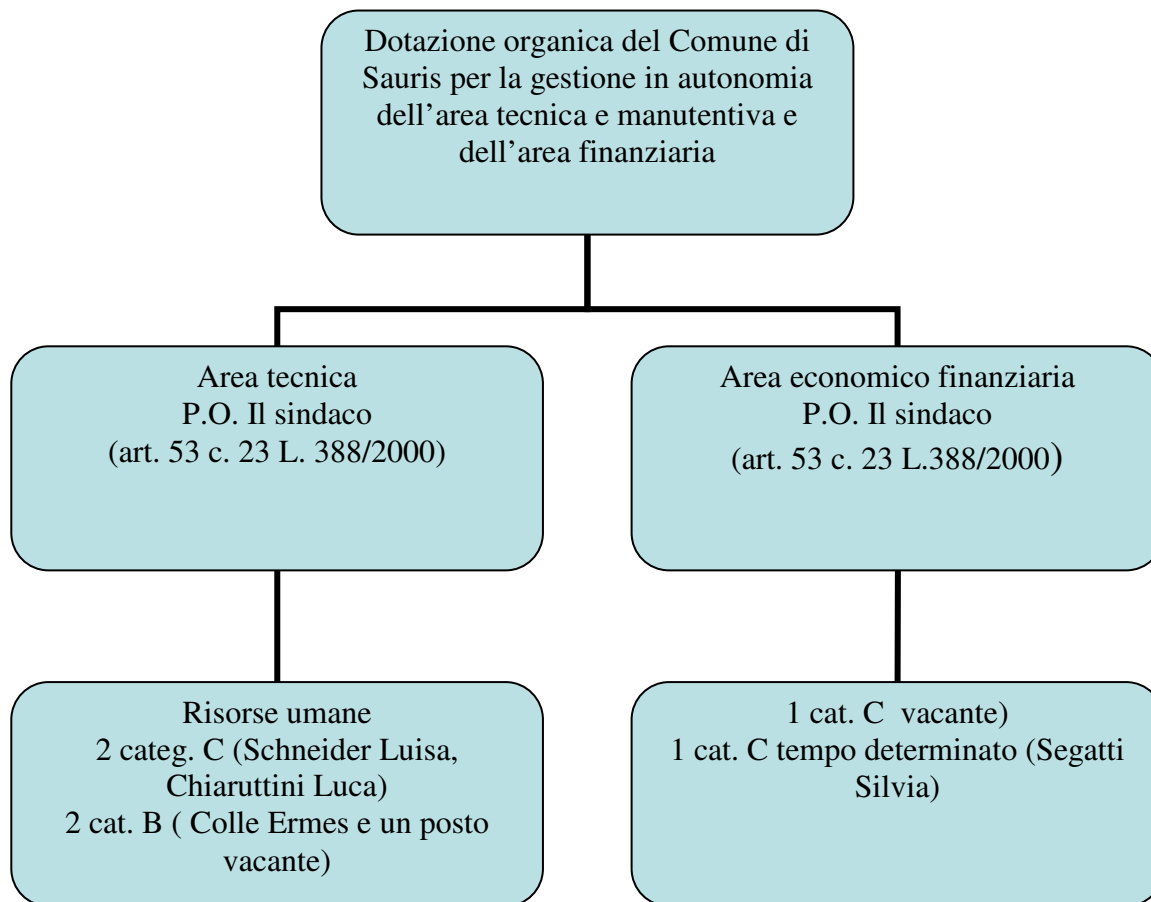 Dotazione organica del Comune di
Sauris per la gestione in autonomia
dell’area tecnica e manutentiva e
dell’area finanziaria
Area tecnica
P.O. Il sindaco
(art. 53 c. 23 L. 388/2000)
Area economico finanziaria
P.O. Il sindaco
(art. 53 c. 23 L.388/2000)
Risorse umane
2 categ. C (Schneider Luisa,
Chiaruttini Luca)
2 cat. B ( Colle Ermes e un posto
vacante)
1 cat. C  vacante)
1 cat. C tempo determinato (Segatti
Silvia)